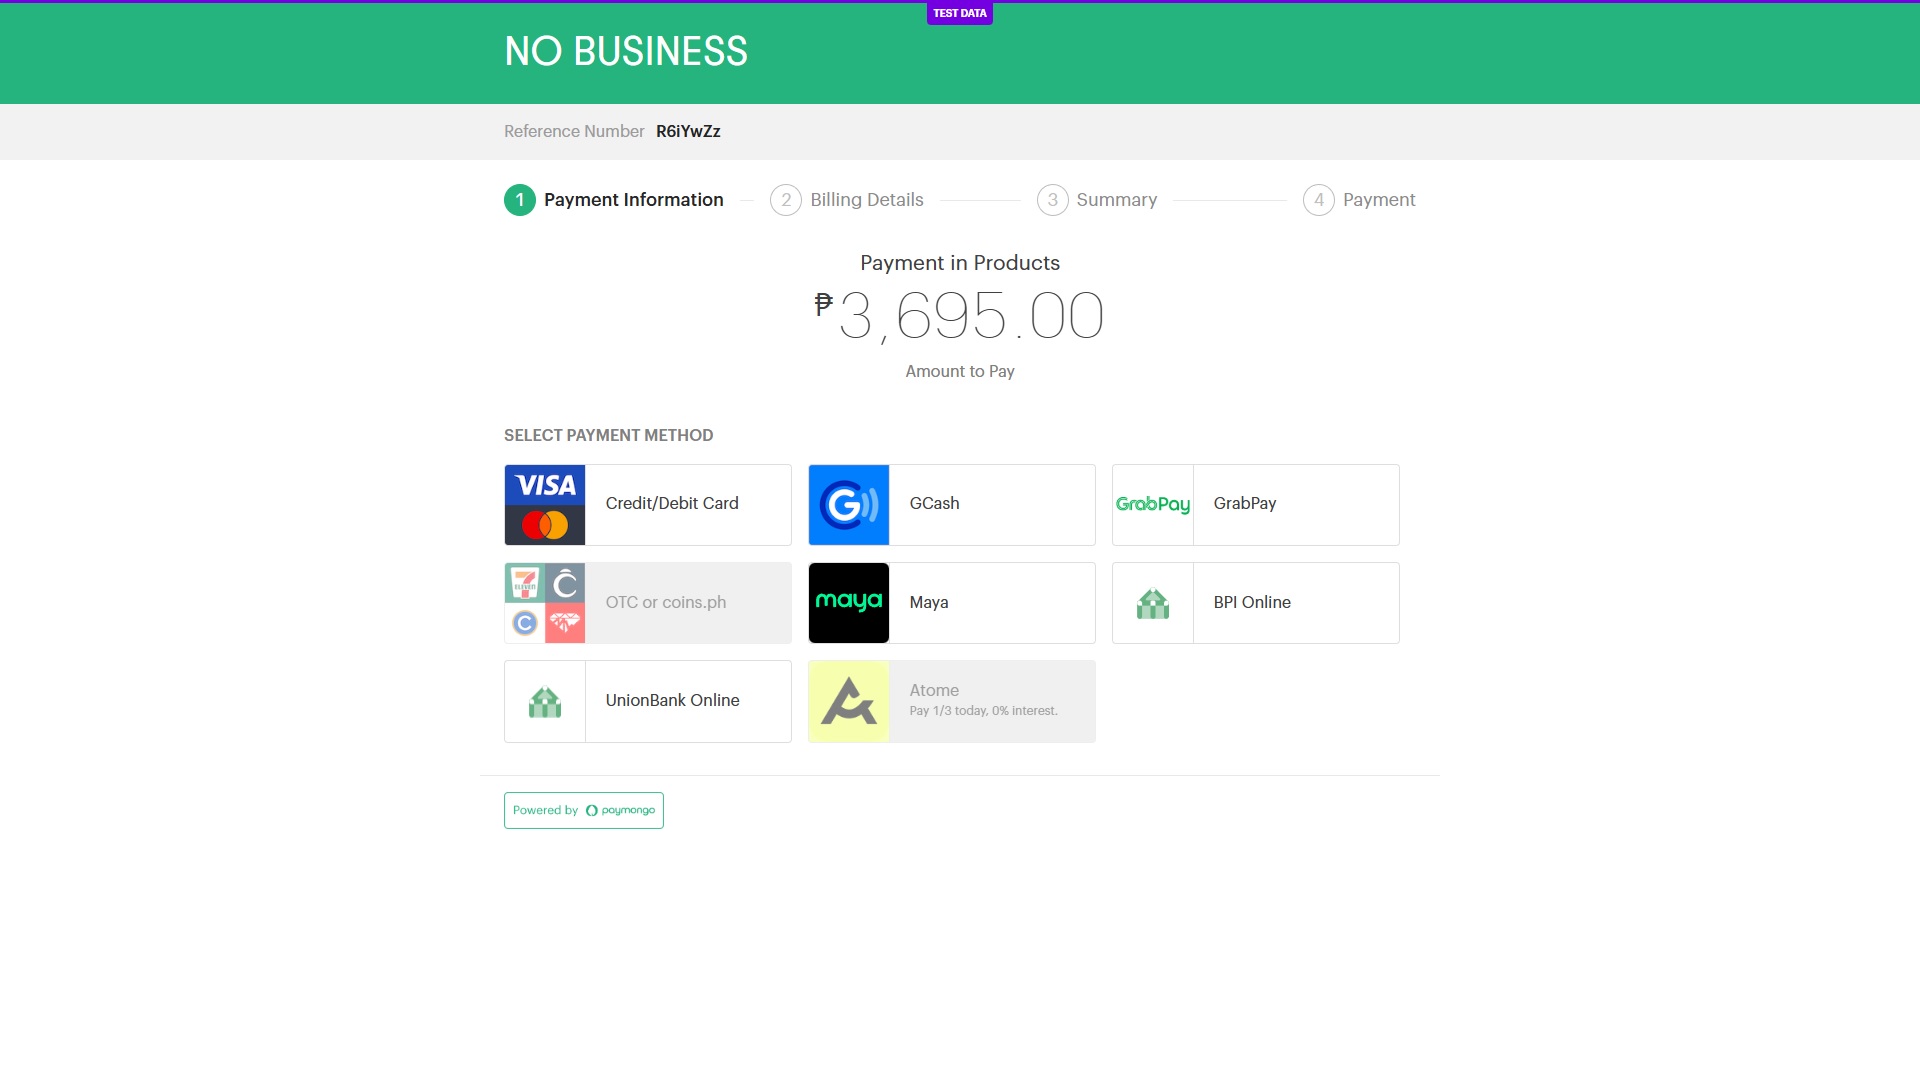 TEST DATA
NO BUSINESS
Reference Number R6iYwZz
1 Payment Information 2 Billing Details 3 Summary 4 Payment
Payment in Products
₱3,695.00
Amount to Pay
SELECT PAYMENT METHOD
VISA Credit/Debit Card
G GCash
GrabPay GrabPay
7 ELEVEN C C OTC or coins.ph
maya Maya
BPI Online
UnionBank Online
Atome
Pay 1/3 today, 0% interest.
Powered by paymongo